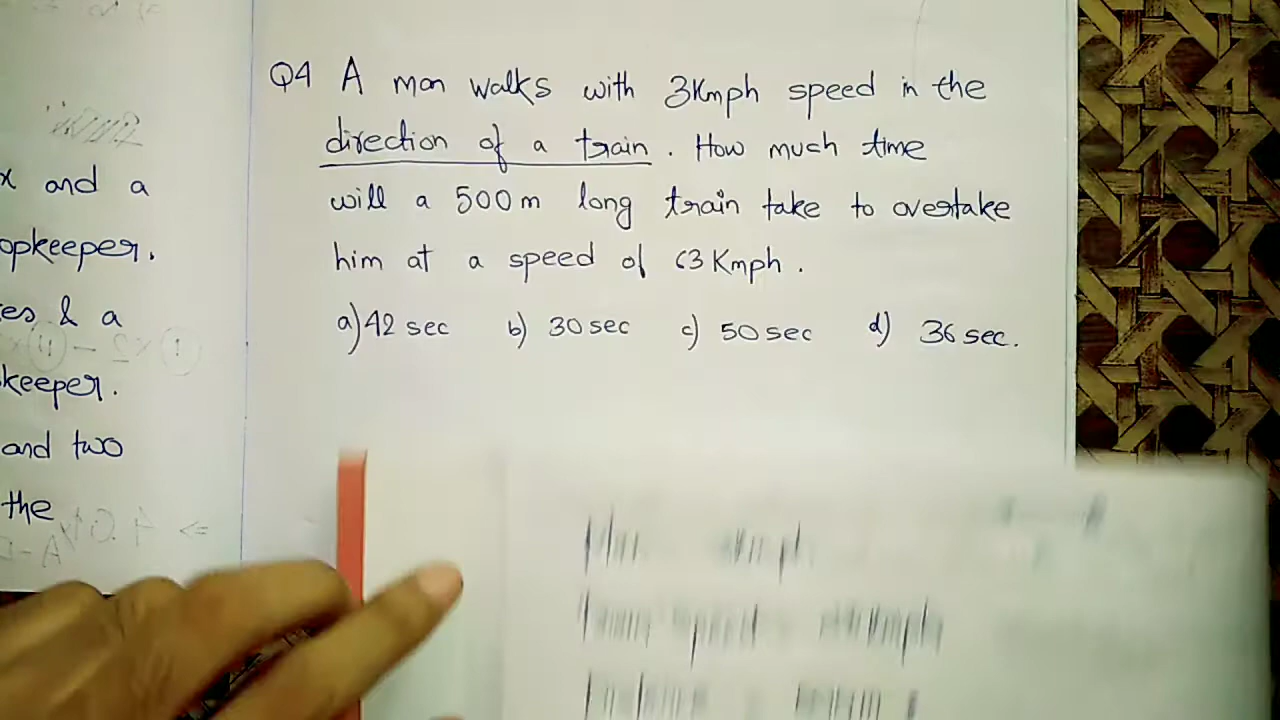 x and a
opkeeper.
es & a
keeper.
and two
the
Q4 A man walks with 3Kmph speed in the
direction of a train. How much time
will a 500m long train take to overtake
him at a speed of 63 Kmph.
a) 42 sec b) 30 sec c) 50 sec d) 36 sec.